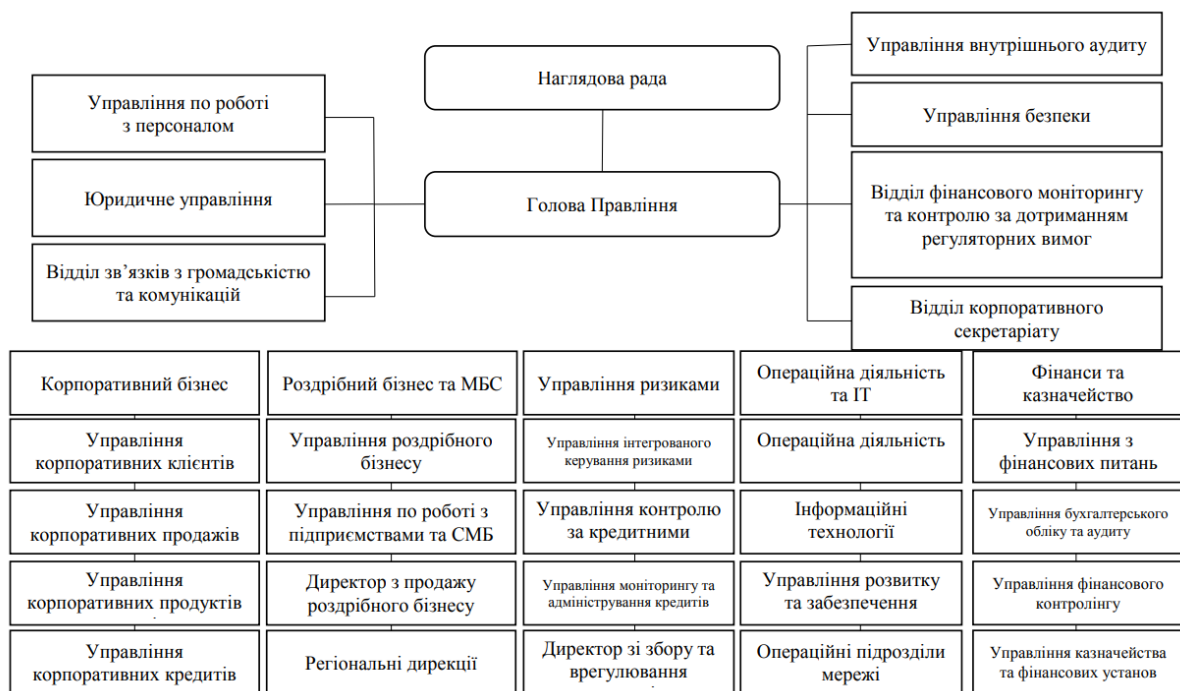 Наглядова рада
Голова Правління
Управління по роботі
з персоналом
Юридичне управління
Відділ зв’язків з громадськістю
та комунікацій
Управління внутрішнього аудиту
Управління безпеки
Відділ фінансового моніторингу
та контролю за дотриманням
регуляторних вимог
Відділ корпоративного
секретаріату
Корпоративний бізнес
Управління
корпоративних клієнтів
Управління
корпоративних продажів
Управління
корпоративних продуктів
Управління
корпоративних кредитів
Роздрібний бізнес та МБС
Управління роздрібного
бізнесу
Управління по роботі з
підприємствами та СМБ
Директор з продажу
роздрібного бізнесу
Регіональні дирекції
Управління ризиками
Управління інтегрованого
керування ризиками
Управління контролю
за кредитними
Управління моніторингу та
адміністрування кредитів
Директор зі збору та
врегулювання
Операційна діяльність
та ІТ
Операційна діяльність
Інформаційні
технології
Управління розвитку
та забезпечення
Операційні підрозділи
мережі
Фінанси та
казначейство
Управління з
фінансових питань
Управління бухгалтерського
обліку та аудиту
Управління фінансового
контролінгу
Управління казначейства
та фінансових установ